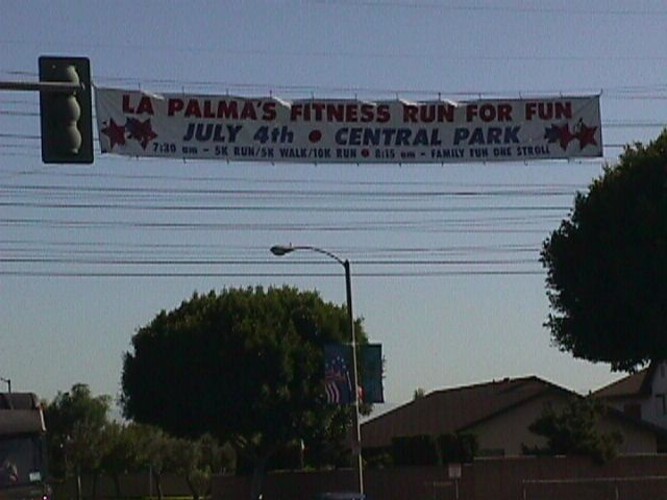 LA PALMA'S FITNESS RUN FOR FUN
JULY 4th • CENTRAL PARK
7:30 am - 5K RUN/5K WALK/10K RUN • 8:15 am - FAMILY FUN ONE STROLL